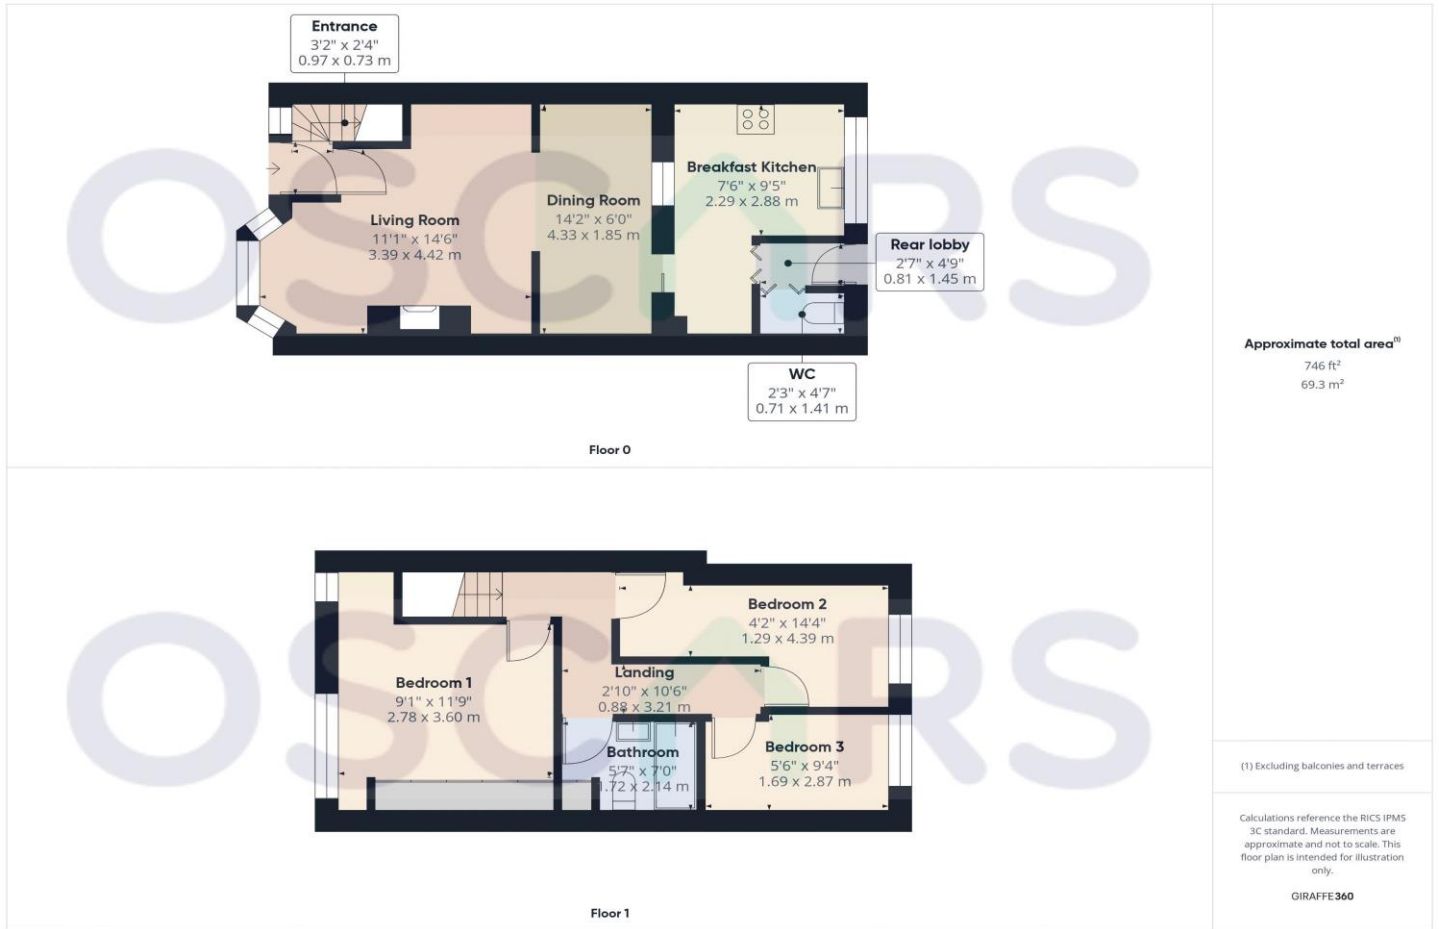 Entrance
3'2" x 2'4"
0.97 x 0.73 m
Living Room
11'1" x 14'6"
3.39 x 4.42 m
Dining Room
14'2" x 6'0"
4.33 x 1.85 m
Breakfast Kitchen
7'6" x 9'5"
2.29 x 2.88 m
Rear lobby
2'7" x 4'9"
0.81 x 1.45 m
WC
2'3" x 4'7"
0.71 x 1.41 m
OSCARS
Floor 0
Bedroom 1
9'1" x 11'9"
2.78 x 3.60 m
Bedroom 2
4'2" x 14'4"
1.29 x 4.39 m
Landing
2'10" x 10'6"
0.88 x 3.21 m
Bathroom
5'7" x 7'0"
1.72 x 2.14 m
Bedroom 3
5'6" x 9'4"
1.69 x 2.87 m
OSCARS
Floor 1
Approximate total area(1)
746 ft²
69.3 m²
(1) Excluding balconies and terraces
Calculations reference the RICS IPMS
3C standard. Measurements are
approximate and not to scale. This
floor plan is intended for illustration
only.
GIRAFFE360